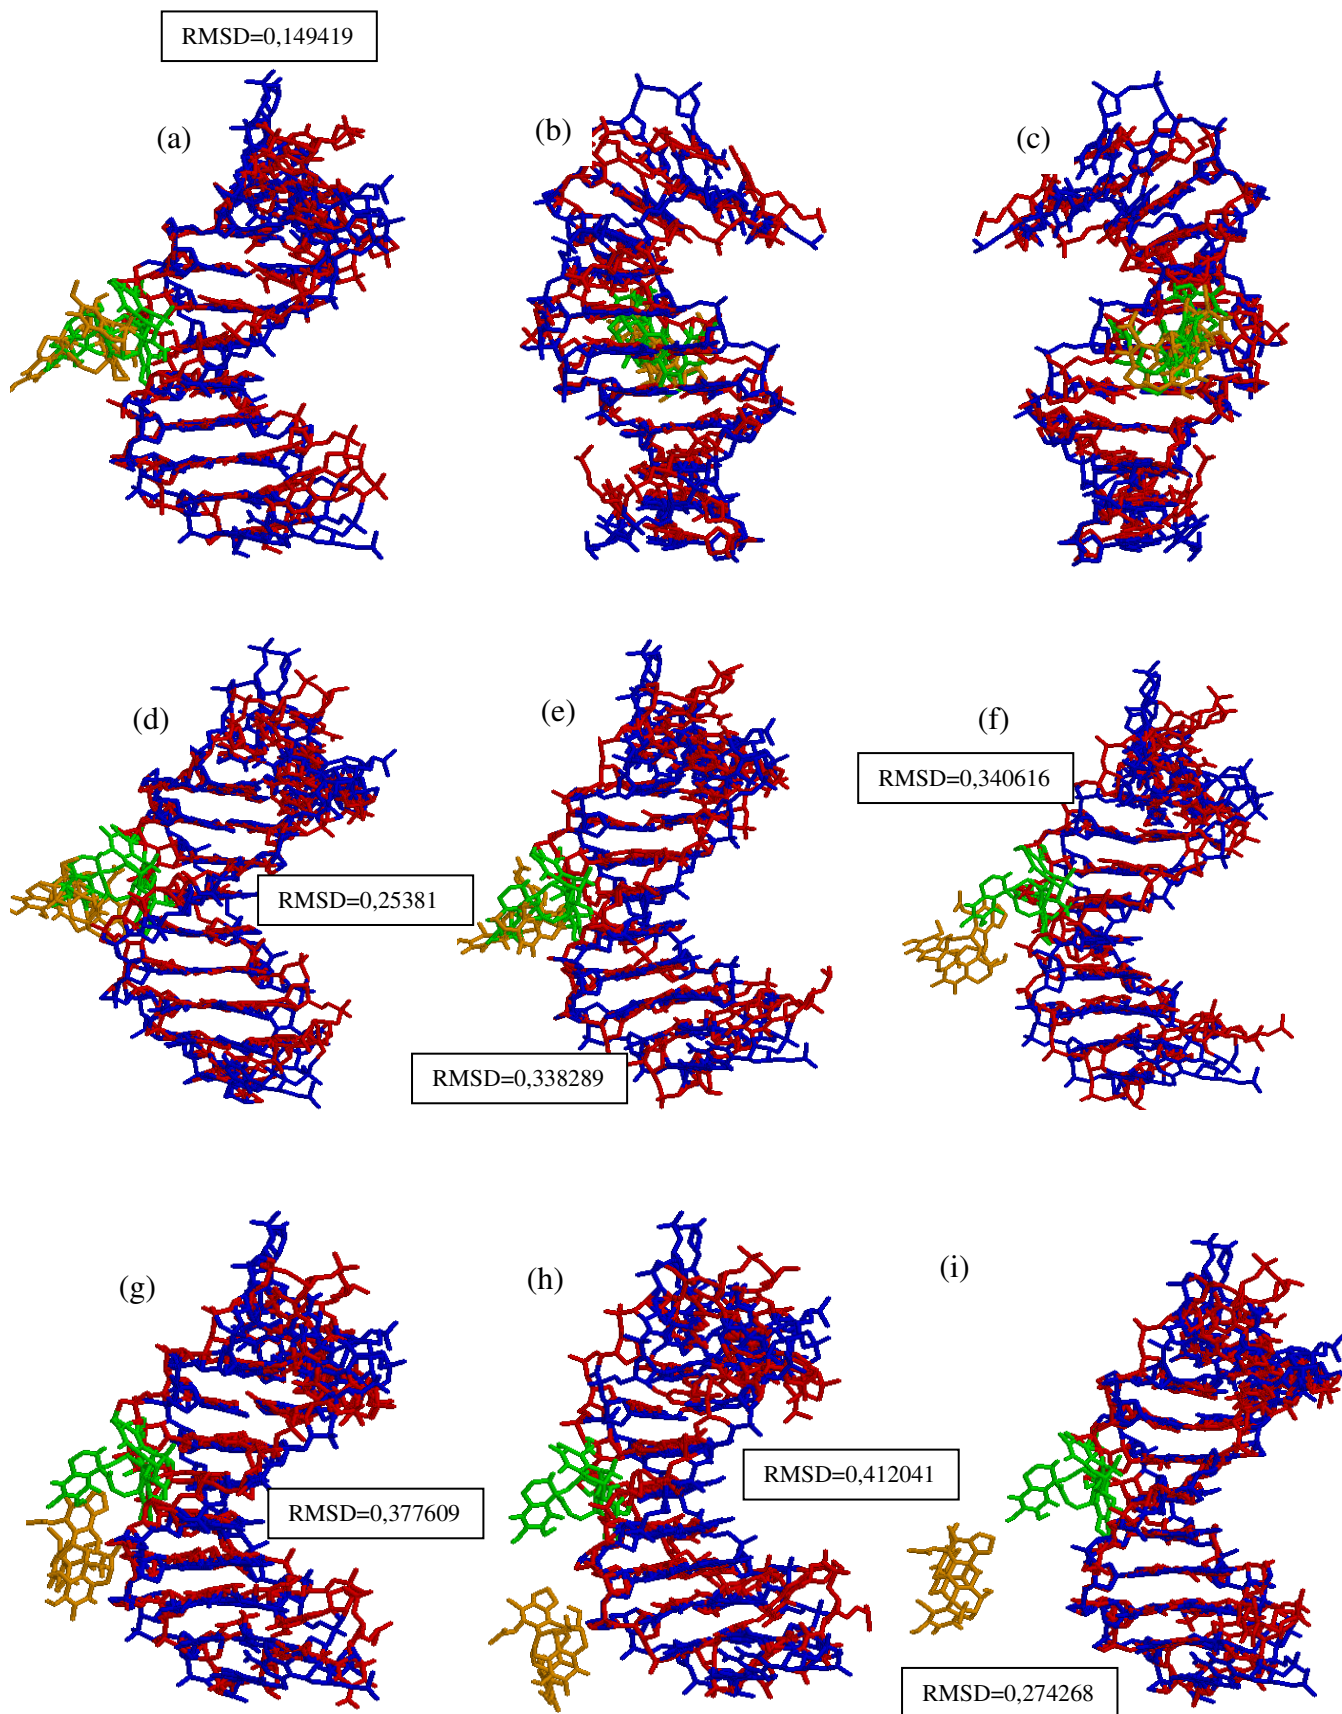 RMSD=0,149419
(a)
(b)
(c)
(d)
(e)
(f)
RMSD=0,340616
RMSD=0,25381
RMSD=0,338289
(g)
(h)
(i)
RMSD=0,412041
RMSD=0,377609
RMSD=0,274268